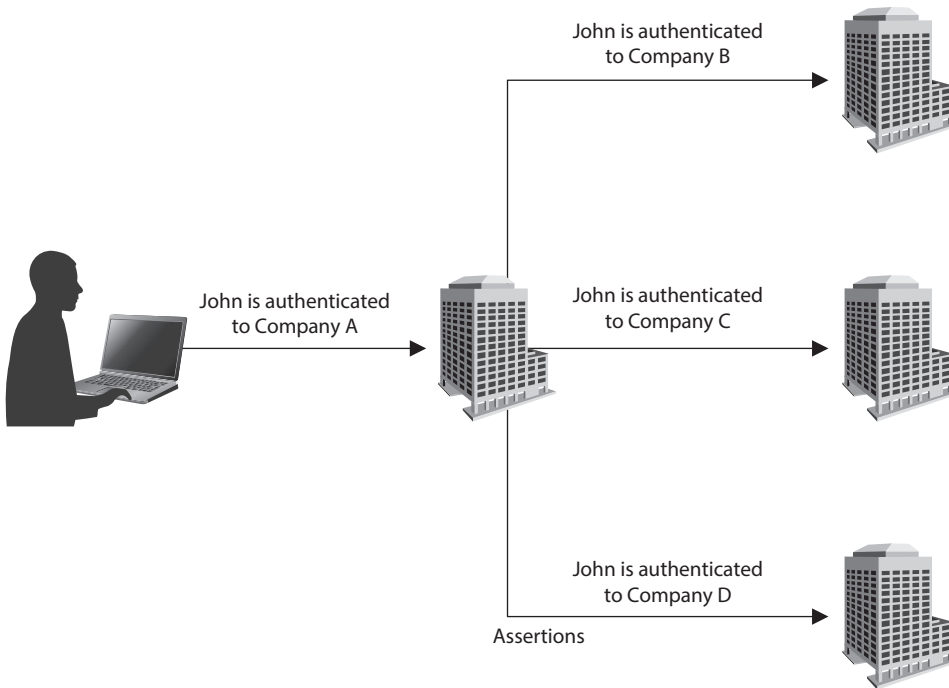 John is authenticated
to Company B
John is authenticated
to Company A
John is authenticated
to Company C
John is authenticated
to Company D
Assertions